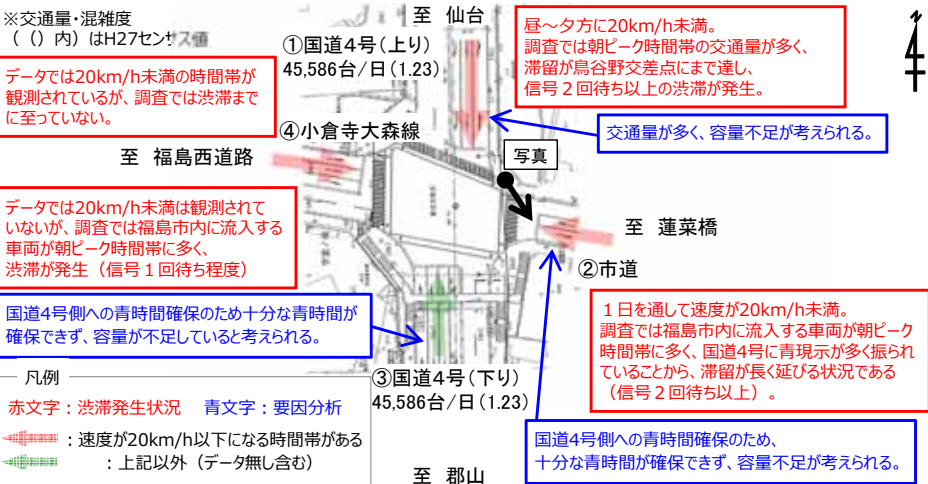 ※交通量・混雑度
（（）内）はH27センサス値
至 仙台
①国道4号（上り）
45,586台/日（1.23）
昼～夕方に20km/h未満。
調査では朝ピーク時間帯の交通量が多く、
滞留が鳥谷野交差点にまで達し、
信号２回待ち以上の渋滞が発生。
データでは20km/h未満の時間帯が
観測されているが、調査では渋滞まで
に至っていない。
交通量が多く、容量不足が考えられる。
④小倉寺大森線
至 福島西道路
写真
データでは20km/h未満は観測されて
いないが、調査では福島市内に流入する
車両が朝ピーク時間帯に多く、
渋滞が発生（信号１回待ち程度）
至 蓬莱橋
②市道
国道4号側への青時間確保のため十分な青時間が
確保できず、容量が不足していると考えられる。
１日を通して速度が20km/h未満。
調査では福島市内に流入する車両が朝ピーク
時間帯に多く、国道4号に青現示が多く振られ
ていることから、滞留が長く延びる状況である
（信号２回待ち以上）。
③国道4号（下り）
45,586台/日（1.23）
凡例
赤文字：渋滞発生状況　青文字：要因分析
：速度が20km/h以下になる時間帯がある
：上記以外（データ無し含む）
国道4号側への青時間確保のため、
十分な青時間が確保できず、容量不足が考えられる。
至 郡山